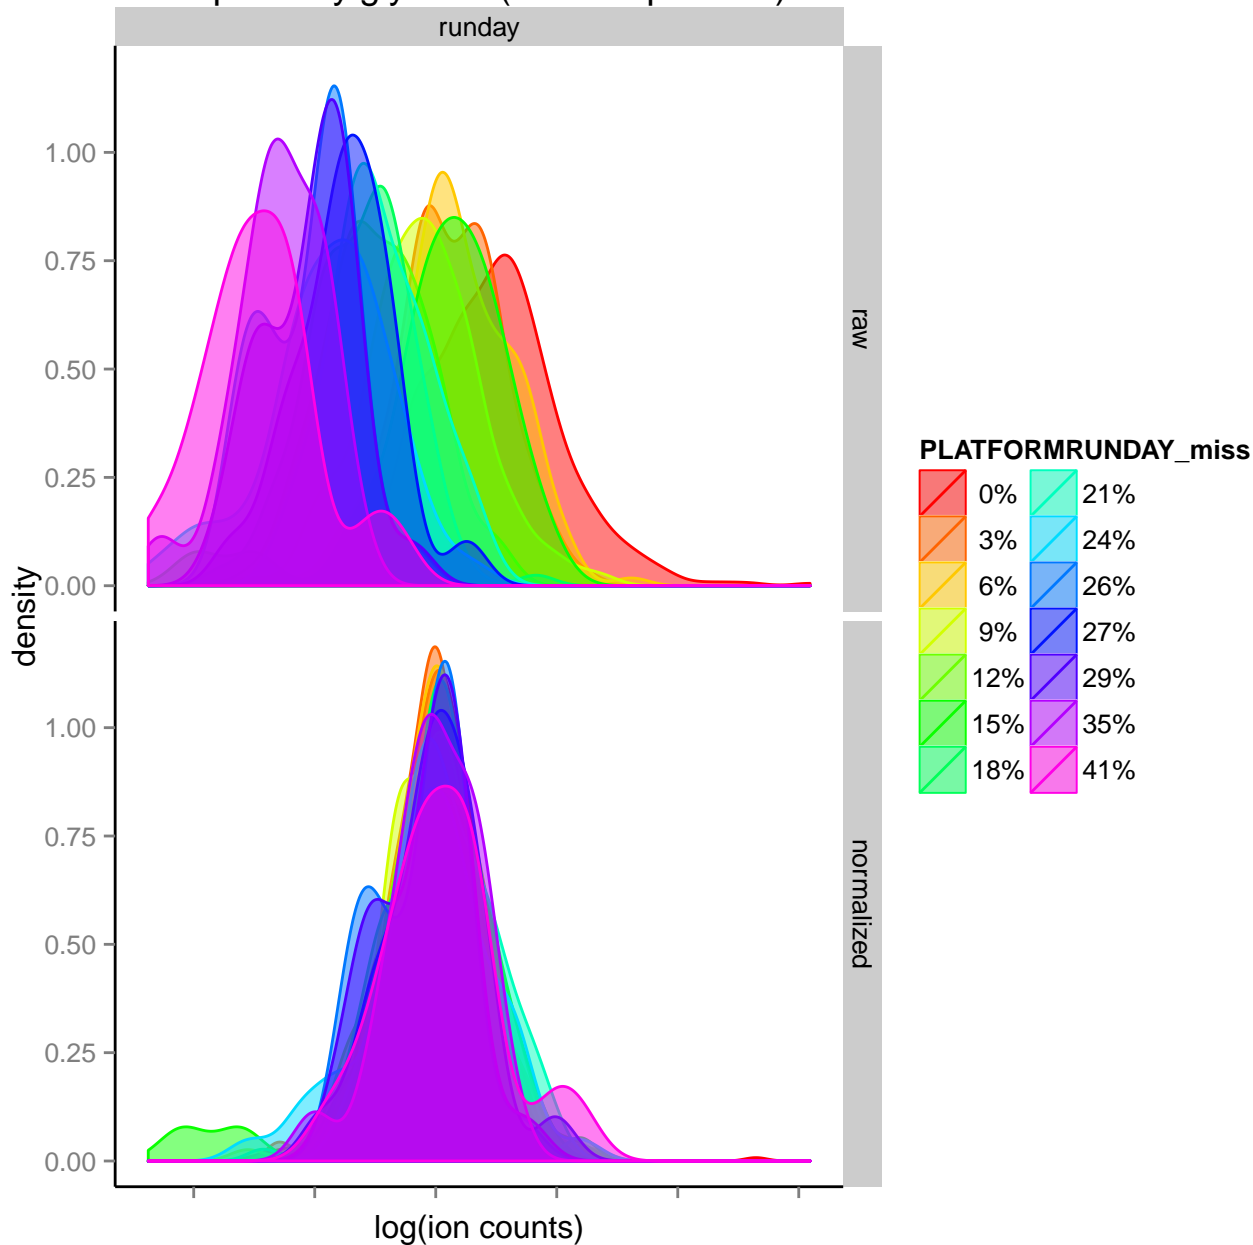 runday
raw
1.00
0.75
0.50
0.25
0.00
normalized
1.00
0.75
0.50
0.25
0.00
density
log(ion counts)
PLATFORMRUNDAY_miss
0% 21%
3% 24%
6% 26%
9% 27%
12% 29%
15% 35%
18% 41%